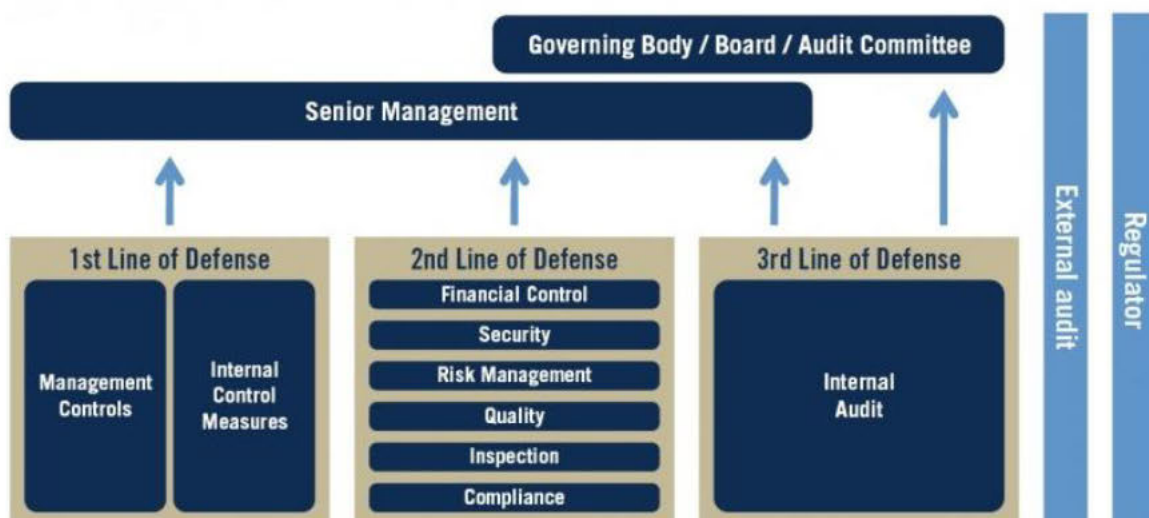 Governing Body / Board / Audit Committee
Senior Management
1st Line of Defense
Management
Controls
Internal
Control
Measures
2nd Line of Defense
Financial Control
Security
Risk Management
Quality
Inspection
Compliance
3rd Line of Defense
Internal
Audit
External audit
Regulator